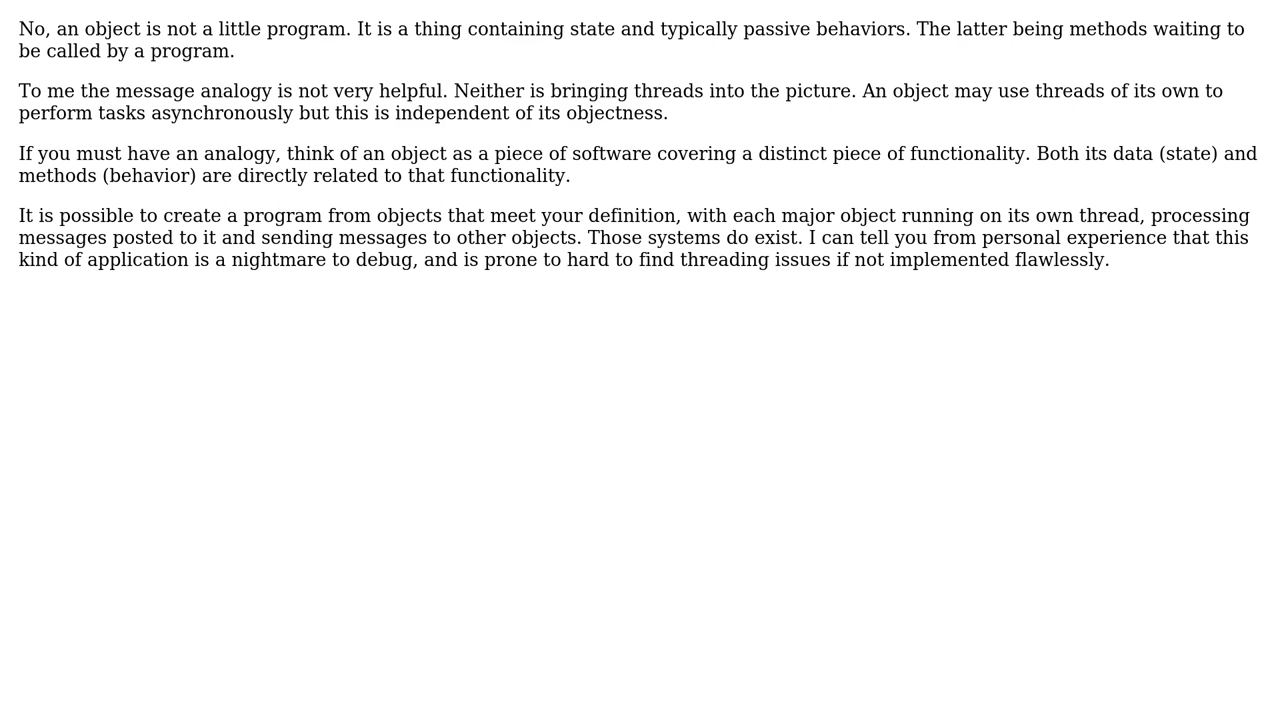 No, an object is not a little program. It is a thing containing state and typically passive behaviors. The latter being methods waiting to
be called by a program.
To me the message analogy is not very helpful. Neither is bringing threads into the picture. An object may use threads of its own to
perform tasks asynchronously but this is independent of its objectness.
If you must have an analogy, think of an object as a piece of software covering a distinct piece of functionality. Both its data (state) and
methods (behavior) are directly related to that functionality.
It is possible to create a program from objects that meet your definition, with each major object running on its own thread, processing
messages posted to it and sending messages to other objects. Those systems do exist. I can tell you from personal experience that this
kind of application is a nightmare to debug, and is prone to hard to find threading issues if not implemented flawlessly.